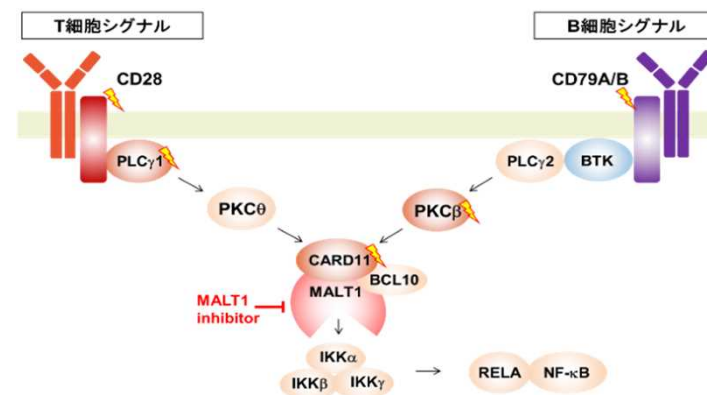 T細胞シグナル
B細胞シグナル
CD28
CD79A/B
PLCγ1
PLCγ2
BTK
PKCθ
PKCβ
CARD11
BCL10
MALT1
MALT1
inhibitor
IKKα
IKKβ
IKKγ
RELA
NF-κB